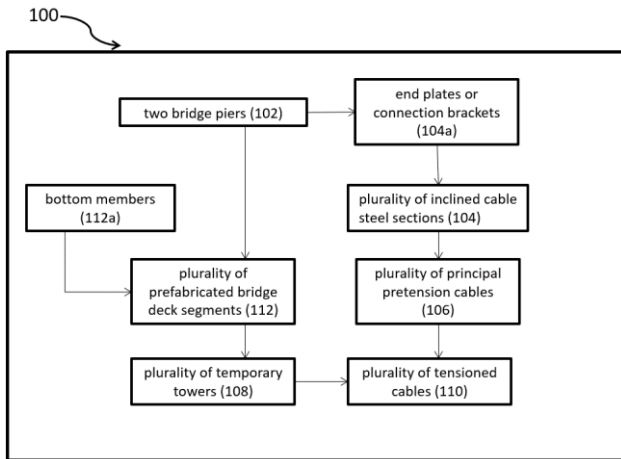 100
two bridge piers (102)
end plates or
connection brackets
(104a)
bottom members
(112a)
plurality of inclined cable
steel sections (104)
plurality of
prefabricated bridge
deck segments (112)
plurality of principal
pretension cables
(106)
plurality of temporary
towers (108)
plurality of tensioned
cables (110)